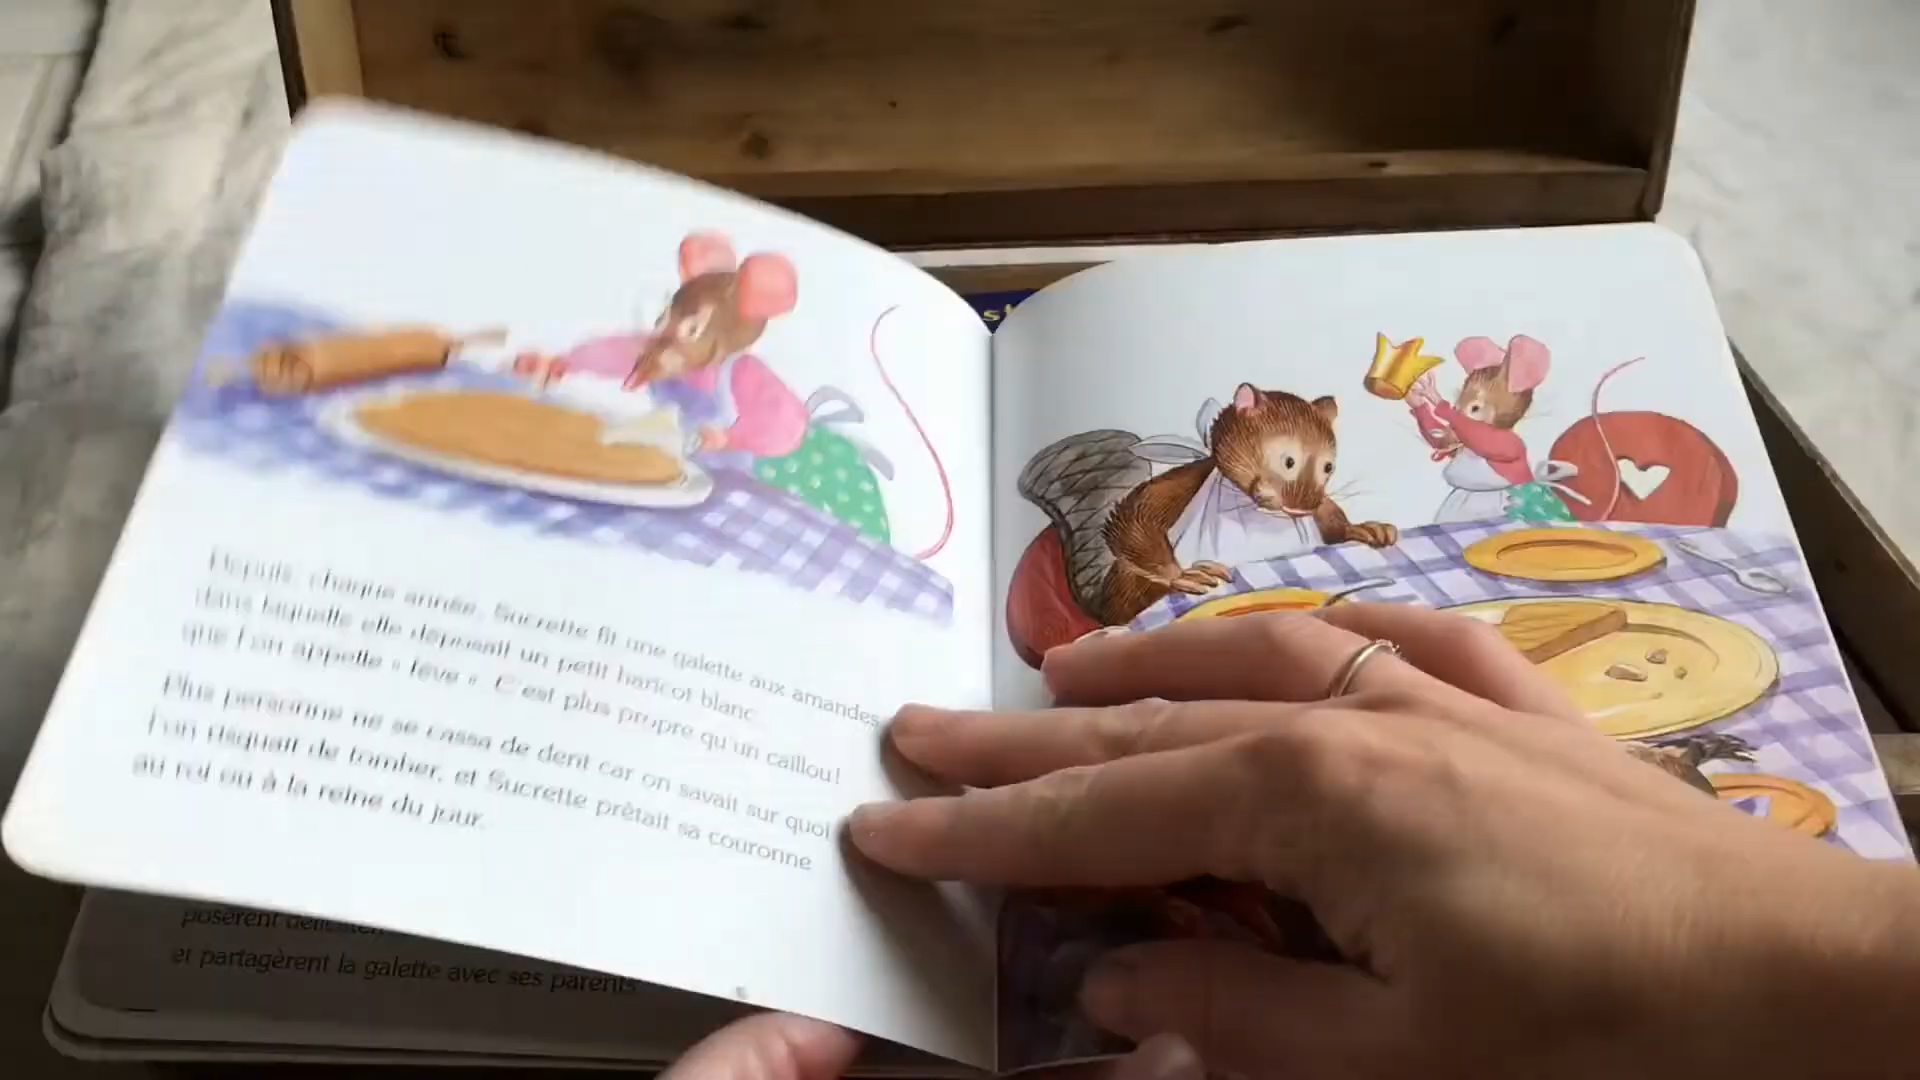 Depuis, chaque année, Sucrette fit une galette aux amandes
dans laquelle elle déposait un petit haricot blanc
que l'on appelle « fève ». C'est plus propre qu'un caillou!
Plus personne ne se cassa de dent car on savait sur quoi
l'on risquait de tomber, et Sucrette prêtait sa couronne
au roi ou à la reine du jour.
posèrent
et partagèrent la galette avec ses parents